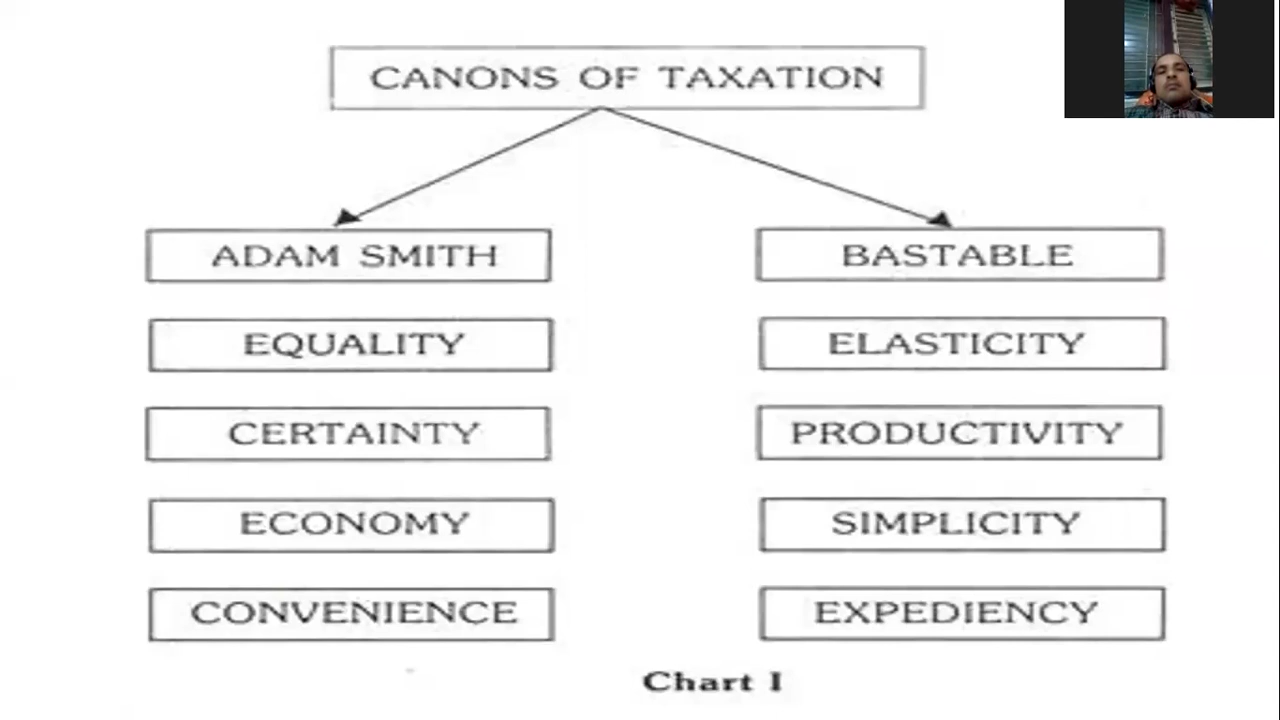 CANONS OF TAXATION
ADAM SMITH
EQUALITY
CERTAINTY
ECONOMY
CONVENIENCE
BASTABLE
ELASTICITY
PRODUCTIVITY
SIMPLICITY
EXPEDIENCY
Chart I